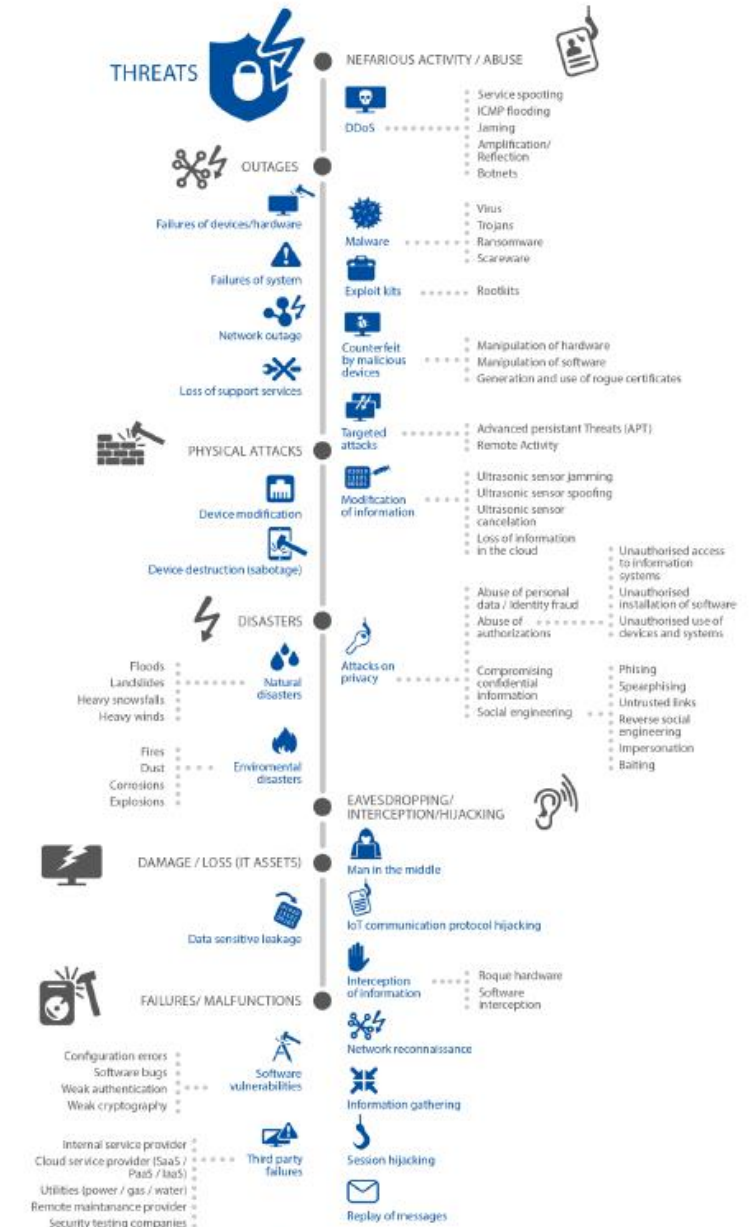 THREATS
NEFARIOUS ACTIVITY / ABUSE
DDoS
Service spooting
ICMP flooding
Jaming
Amplification/
Reflection
Botnets
OUTAGES
Failures of devices/hardware
Failures of system
Network outage
Loss of support services
Malware
Virus
Trojans
Ransomware
Scareware
Exploit kits
Rootkits
Counterfeit
by malicious
devices
Manipulation of hardware
Manipulation of software
Generation and use of rogue certificates
Targeted
attacks
Advanced persistant Threats (APT)
Remote Activity
PHYSICAL ATTACKS
Device modification
Device destruction (sabotage)
Modification
of information
Ultrasonic sensor jamming
Ultrasonic sensor spoofing
Ultrasonic sensor
cancelation
Loss of information
in the cloud
DISASTERS
Natural
disasters
Floods
Landslides
Heavy snowsfalls
Heavy winds
Enviromental
disasters
Fires
Dust
Corrosions
Explosions
Attacks on
privacy
Abuse of personal
data / Identity fraud
Abuse of
authorizations
Unauthorised access
to information
systems
Unauthorised
installation of software
Unauthorised use of
devices and systems
Compromising
confidential
information
Social engineering
Phising
Spearphising
Untrusted links
Reverse social
engineering
Impersonation
Baiting
EAVESDROPPING/
INTERCEPTION/HIJACKING
Man in the middle
IoT communication protocol hijacking
Interception
of information
Roque hardware
Software
interception
Network reconnaissance
Information gathering
Session hijacking
Replay of messages
DAMAGE / LOSS (IT ASSETS)
Data sensitive leakage
FAILURES/ MALFUNCTIONS
Software
vulnerabilities
Configuration errors
Software bugs
Weak authentication
Weak cryptography
Third party
failures
Internal service provider
Cloud service provider (SaaS /
PaaS / IaaS)
Utilities (power / gas / water)
Remote maintanance provider
Security testing companies